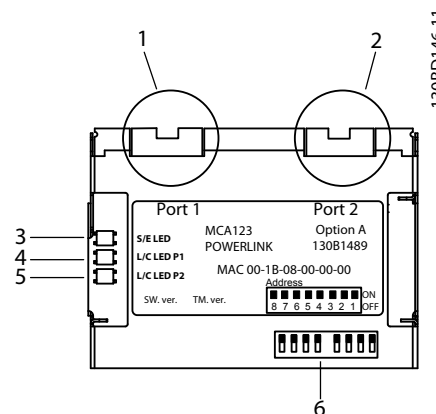 1 2
130BD146.11
Port 1 Port 2
3 S/E LED MCA123 Option A
4 L/C LED P1 POWERLINK 130B1489
5 L/C LED P2 MAC 00-1B-08-00-00-00
Address
SW. ver. TM. ver. ON
8 7 6 5 4 3 2 1 OFF
6